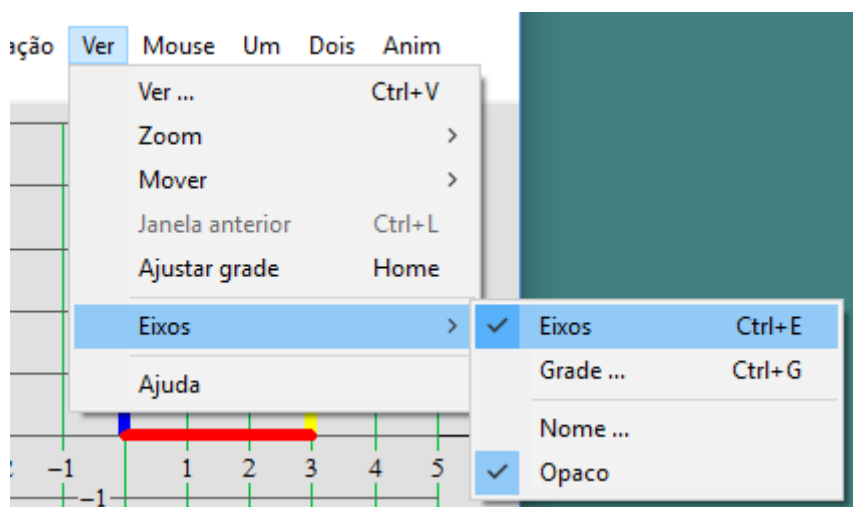 ação Ver Mouse Um Dois Anim
Ver ... Ctrl+V
Zoom
Mover
Janela anterior Ctrl+L
Ajustar grade Home
Eixos
Eixos Ctrl+E
Grade ... Ctrl+G
Ajuda
Nome ...
Opaco
-1 1 2 3 4 5
-1